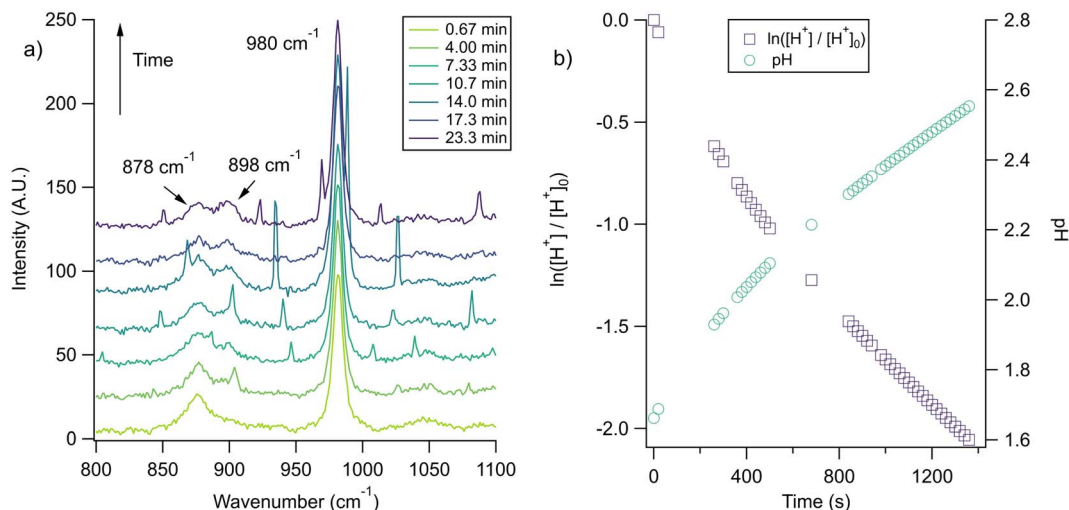 a)
Time
980 cm⁻¹
878 cm⁻¹
898 cm⁻¹
0.67 min
4.00 min
7.33 min
10.7 min
14.0 min
17.3 min
23.3 min
250
200
150
100
50
0
Intensity (A.U.)
800 850 900 950 1000 1050 1100
Wavenumber (cm⁻¹)
b)
ln([H⁺] / [H⁺]₀)
pH
0.0
-0.5
-1.0
-1.5
-2.0
ln([H⁺] / [H⁺]₀)
2.8
2.6
2.4
2.2
2.0
1.8
1.6
pH
0 400 800 1200
Time (s)